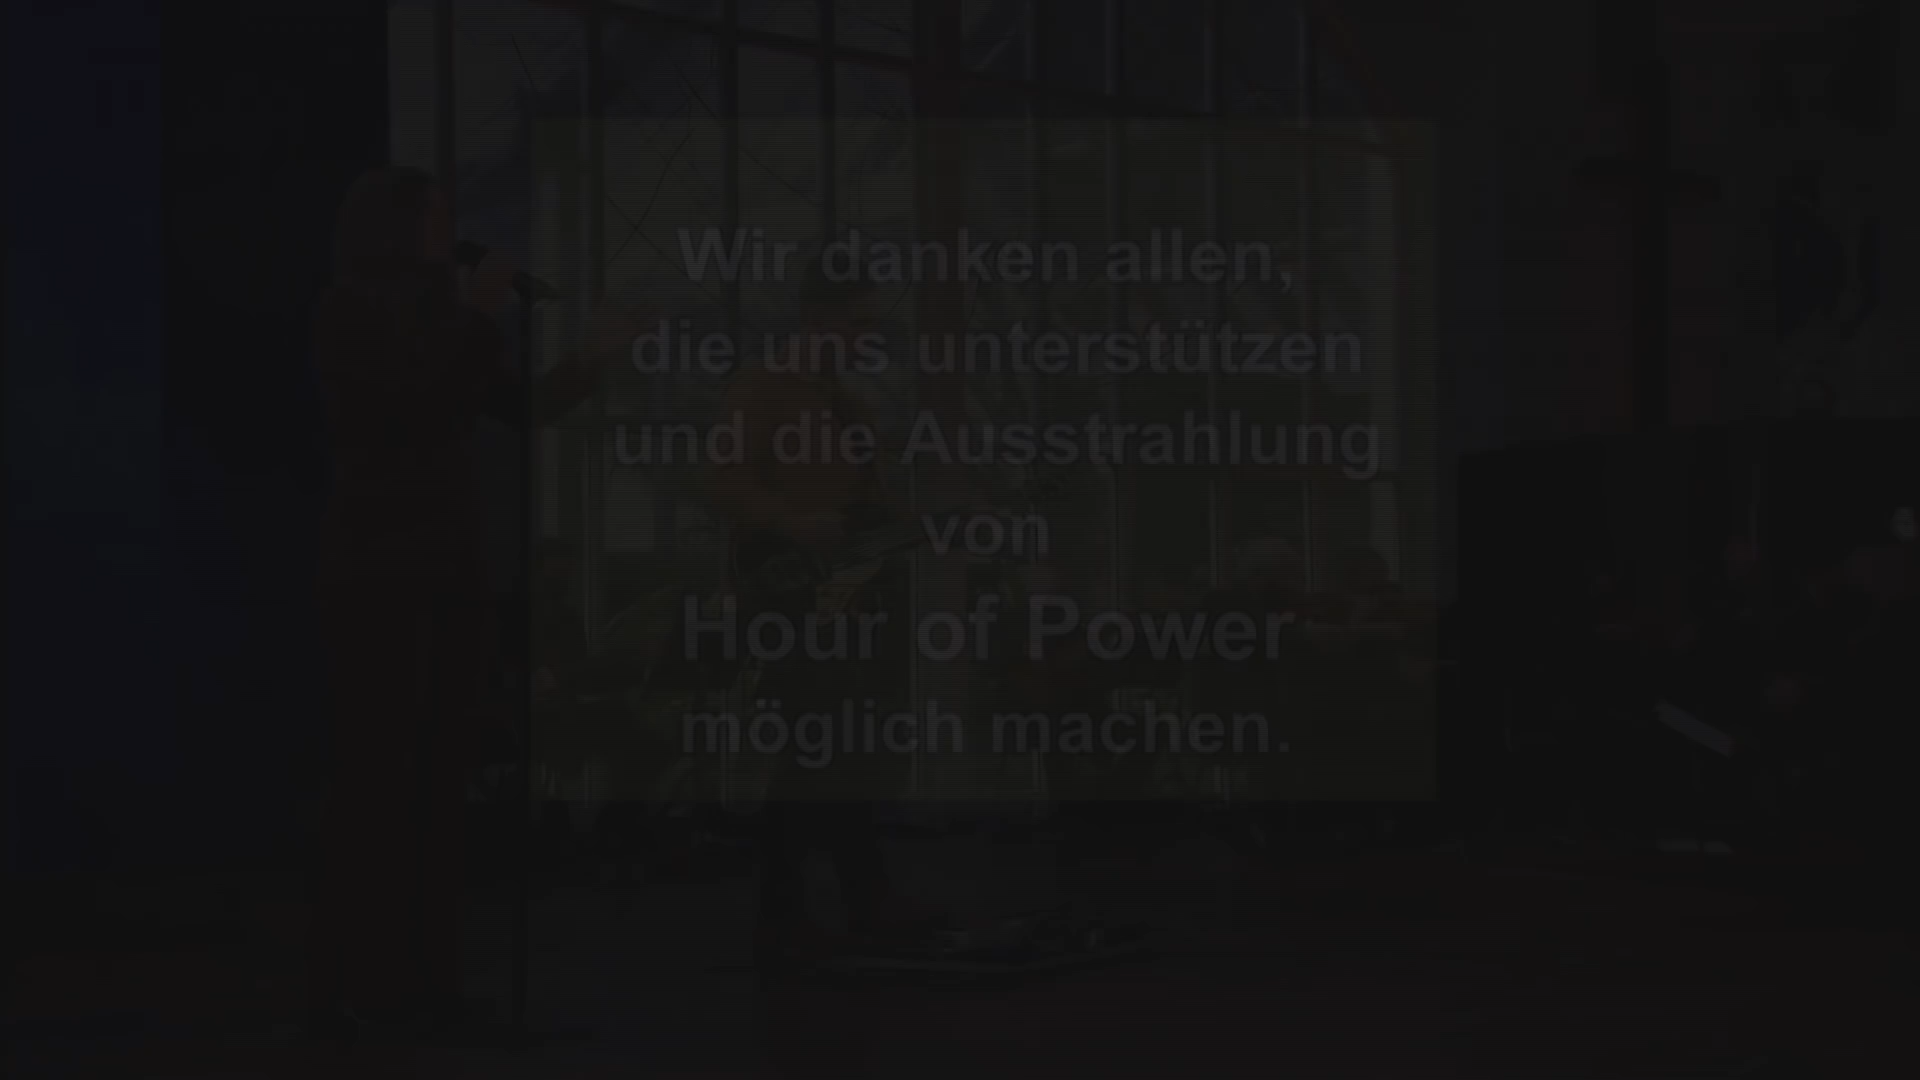 Wir danken allen,
die uns unterstützen
und die Ausstrahlung
von
Hour of Power
möglich machen.